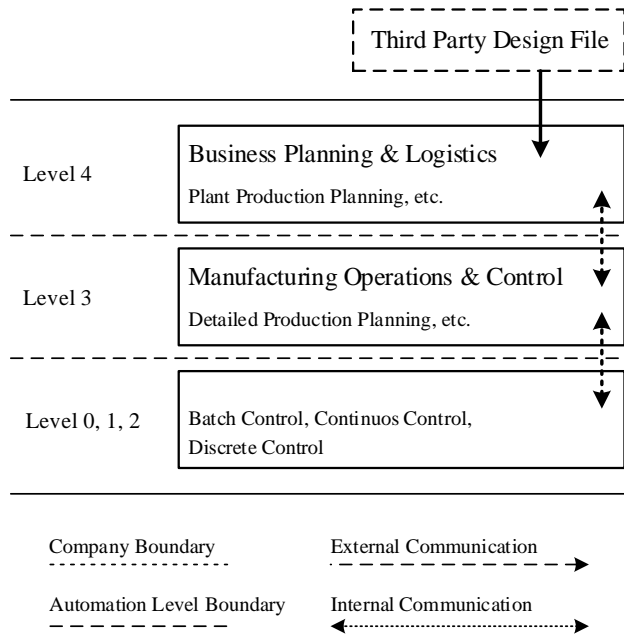 Third Party Design File
Level 4
Business Planning & Logistics
Plant Production Planning, etc.
Level 3
Manufacturing Operations & Control
Detailed Production Planning, etc.
Level 0, 1, 2
Batch Control, Continuos Control,
Discrete Control
Company Boundary
External Communication
Automation Level Boundary
Internal Communication